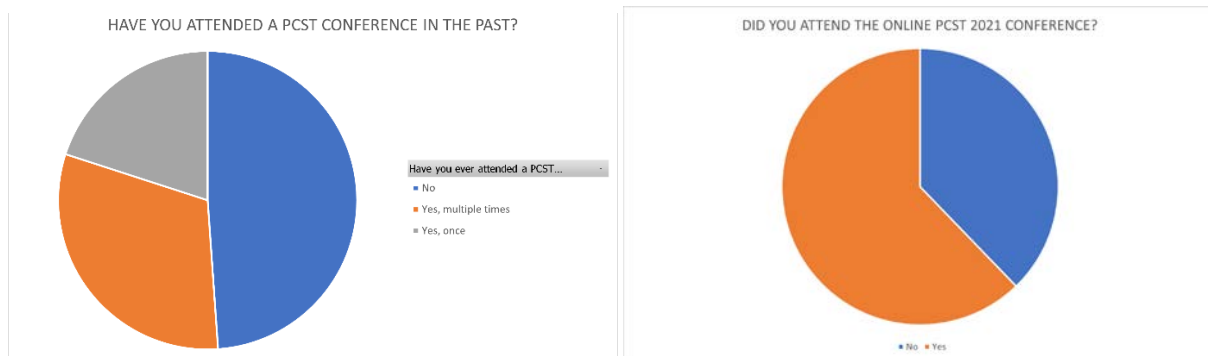 HAVE YOU ATTENDED A PCST CONFERENCE IN THE PAST?
Have you ever attended a PCST...
No
Yes, multiple times
Yes, once
DID YOU ATTEND THE ONLINE PCST 2021 CONFERENCE?
No Yes